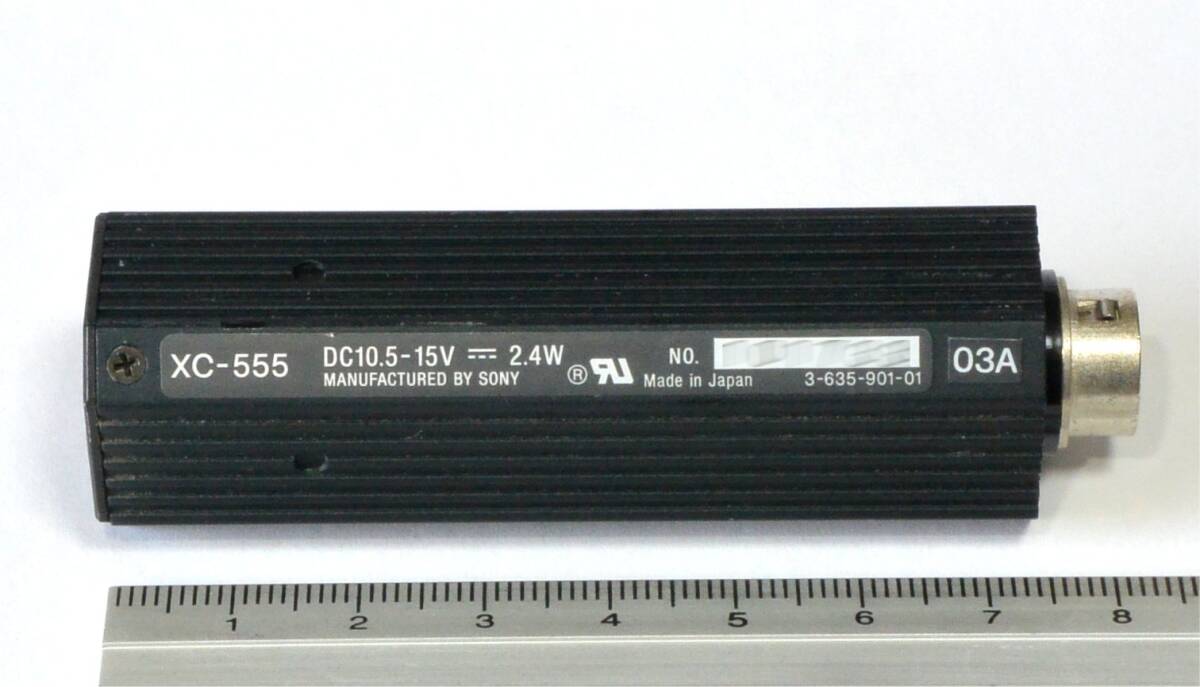 XC-555
DC10.5-15V ⎓ 2.4W
MANUFACTURED BY SONY
®
NO.
Made in Japan
3-635-901-01
03A
1 2 3 4 5 6 7 8